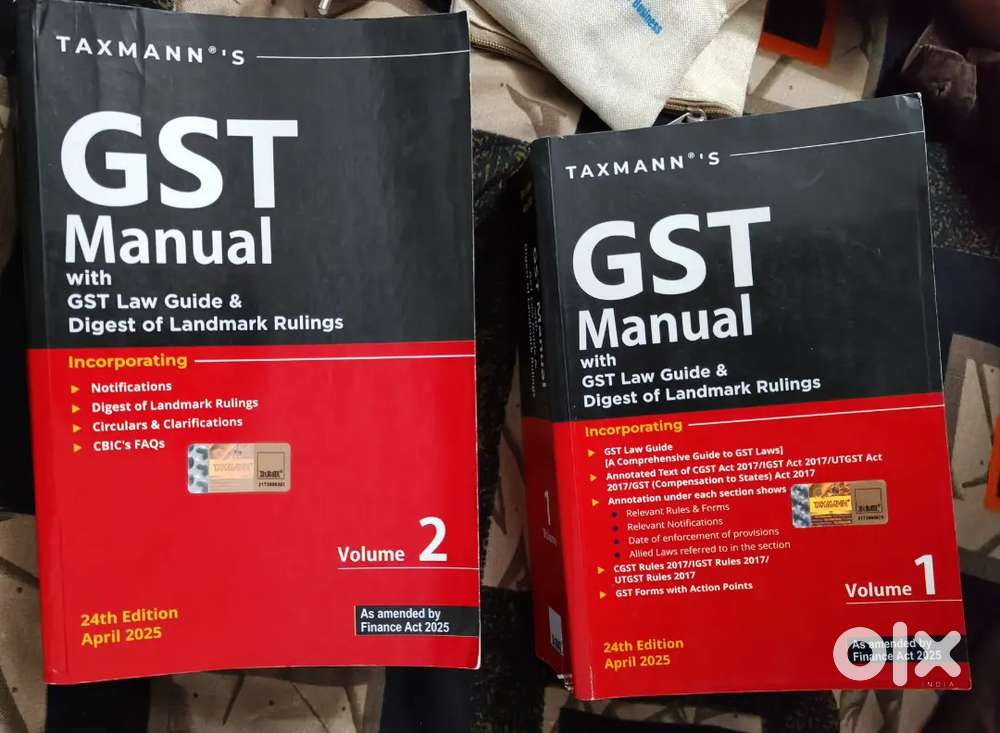 TAXMANN®'S
GST
Manual
with
GST Law Guide &
Digest of Landmark Rulings
Incorporating
Notifications
Digest of Landmark Rulings
Circulars & Clarifications
CBIC's FAQs
Volume 2
24th Edition
April 2025
As amended by
Finance Act 2025
Business
TAXMANN®'S
GST
Manual
with
GST Law Guide &
Digest of Landmark Rulings
Incorporating
GST Law Guide
[A Comprehensive Guide to GST Laws]
Annotated Text of CGST Act 2017/IGST Act 2017/UTGST Act
2017/GST (Compensation to States) Act 2017
Annotation under each section shows
Relevant Rules & Forms
Relevant Notifications
Date of enforcement of provisions
Allied Laws referred to in the section
CGST Rules 2017/IGST Rules 2017/
UTGST Rules 2017
GST Forms with Action Points
Volume 1
24th Edition
April 2025
As amended by
Finance Act 2025
GST Manual
1
Volume
olx
INDIA